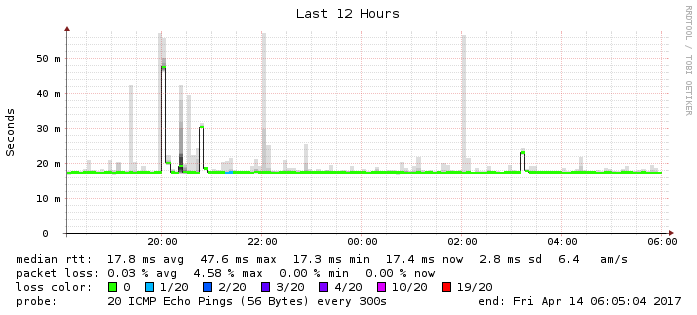 Last 12 Hours
RRDTOOL / TOBI OETIKER
Seconds
50 m
40 m
30 m
20 m
10 m
0
20:00 22:00 00:00 02:00 04:00 06:00
median rtt: 17.8 ms avg 47.6 ms max 17.3 ms min 17.4 ms now 2.8 ms sd 6.4 am/s
packet loss: 0.03 % avg 4.58 % max 0.00 % min 0.00 % now
loss color: 0 1/20 2/20 3/20 4/20 10/20 19/20
probe: 20 ICMP Echo Pings (56 Bytes) every 300s end: Fri Apr 14 06:05:04 2017